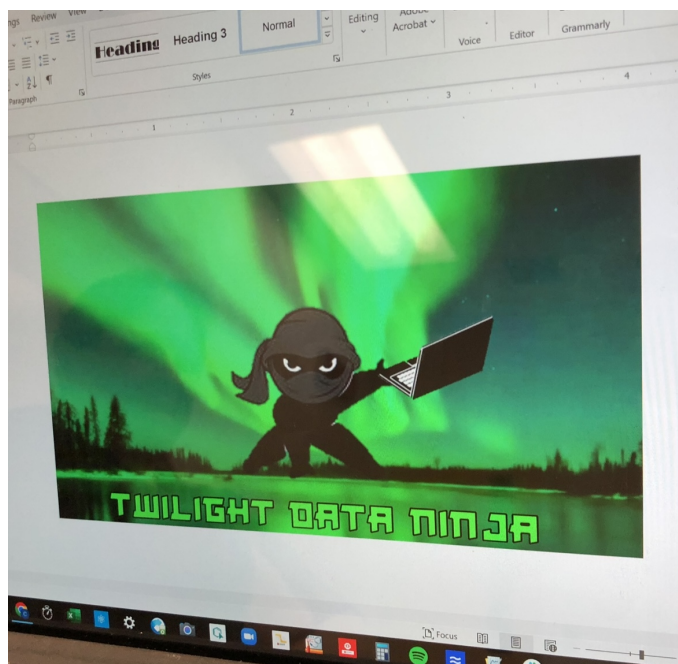 Review View
Heading Heading 3 Normal
Editing
Acrobat
Voice Editor Grammarly
Paragraph Styles
1 2 3 4
TWILIGHT DATA NINJA
Focus